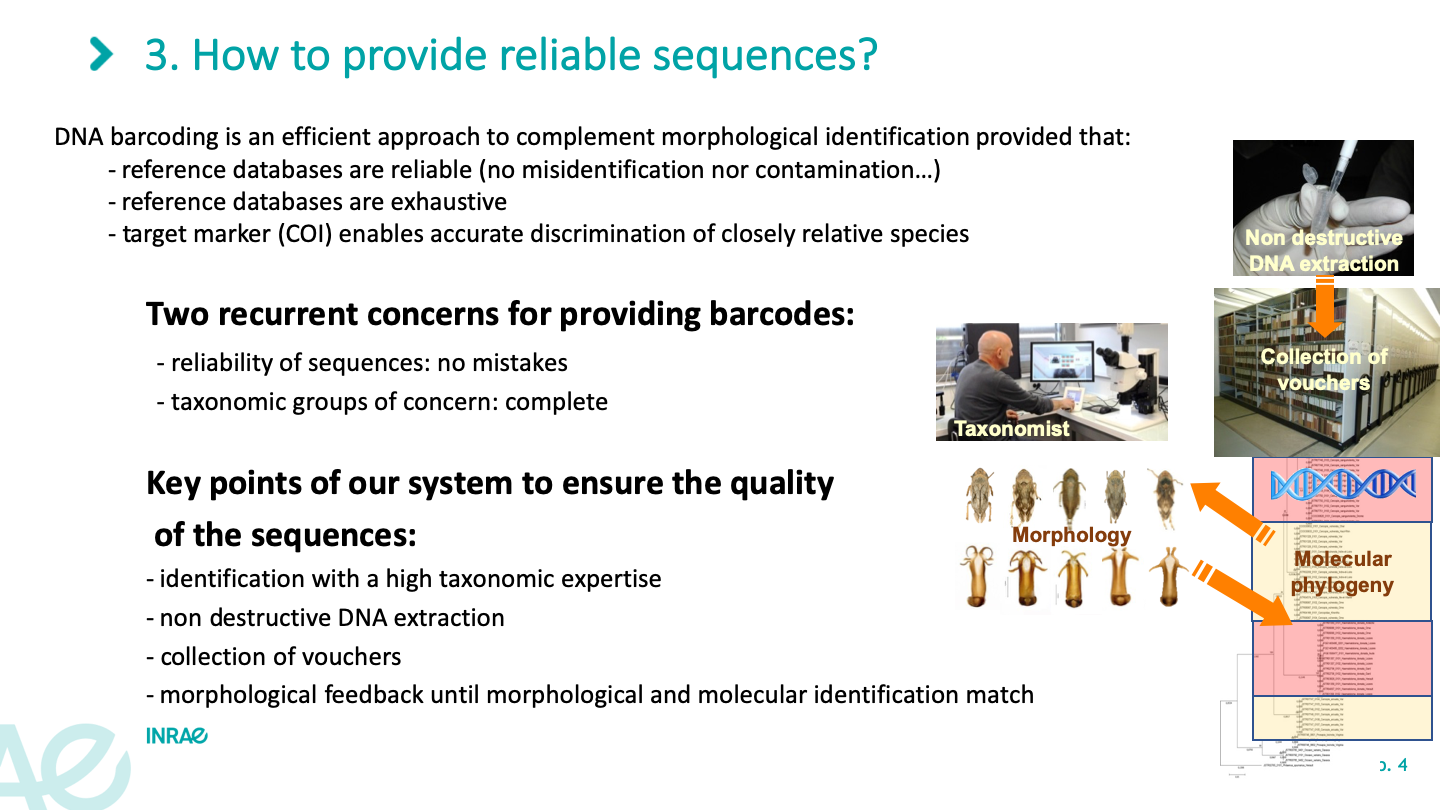 3. How to provide reliable sequences?
DNA barcoding is an efficient approach to complement morphological identification provided that:
- reference databases are reliable (no misidentification nor contamination…)
- reference databases are exhaustive
- target marker (COI) enables accurate discrimination of closely relative species
Two recurrent concerns for providing barcodes:
- reliability of sequences: no mistakes
- taxonomic groups of concern: complete
Key points of our system to ensure the quality
of the sequences:
- identification with a high taxonomic expertise
- non destructive DNA extraction
- collection of vouchers
- morphological feedback until morphological and molecular identification match
Non destructive
DNA extraction
Collection of
vouchers
Taxonomist
Morphology
Molecular
phylogeny
INRAE
p. 4